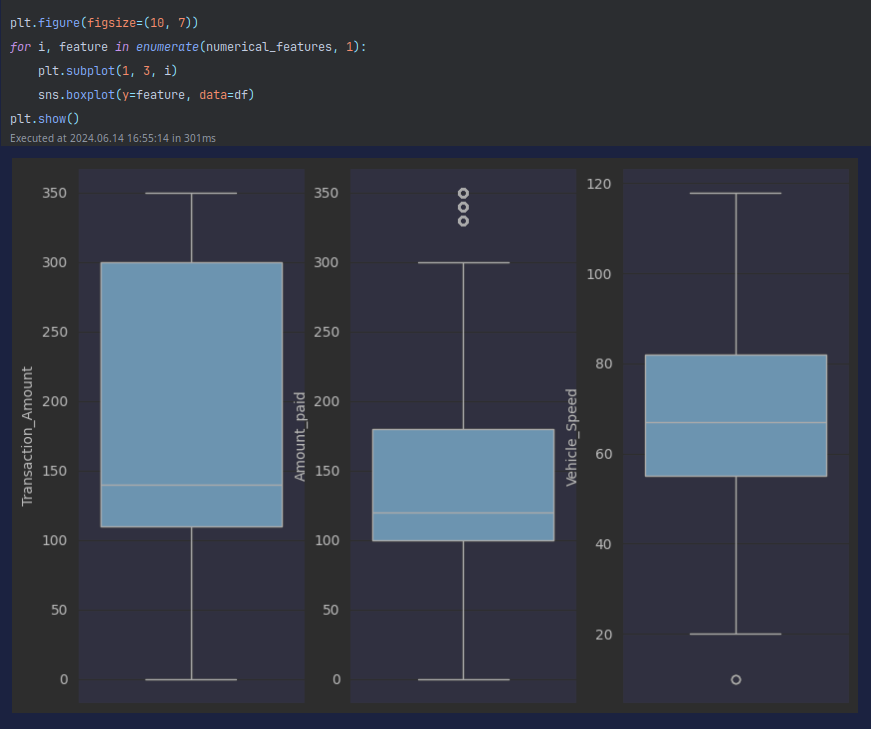 plt.figure(figsize=(10, 7))
for i, feature in enumerate(numerical_features, 1):
    plt.subplot(1, 3, i)
    sns.boxplot(y=feature, data=df)
plt.show()
Executed at 2024.06.14 16:55:14 in 301ms
Transaction_Amount
350
300
250
200
150
100
50
0
Amount_paid
350
300
250
200
150
100
50
0
Vehicle_Speed
120
100
80
60
40
20